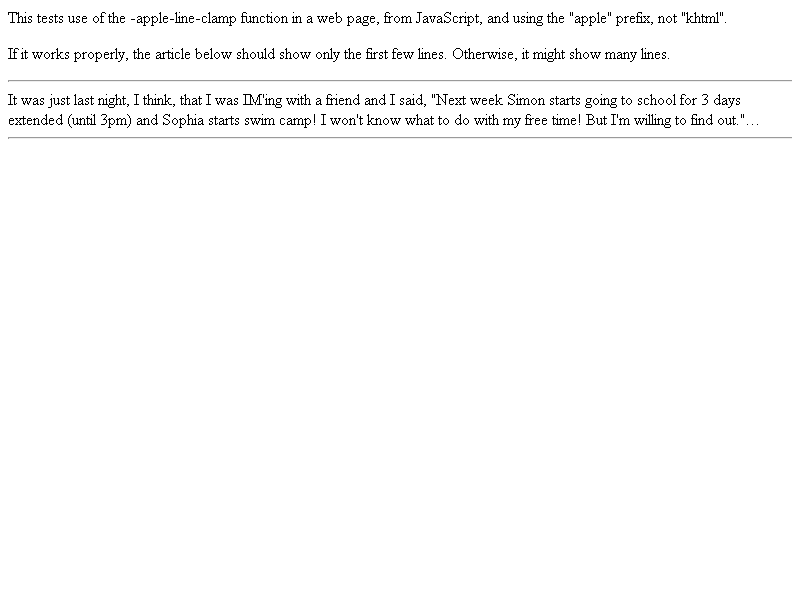 This tests use of the -apple-line-clamp function in a web page, from JavaScript, and using the "apple" prefix, not "khtml".
If it works properly, the article below should show only the first few lines. Otherwise, it might show many lines.
It was just last night, I think, that I was IM'ing with a friend and I said, "Next week Simon starts going to school for 3 days
extended (until 3pm) and Sophia starts swim camp! I won't know what to do with my free time! But I'm willing to find out."…